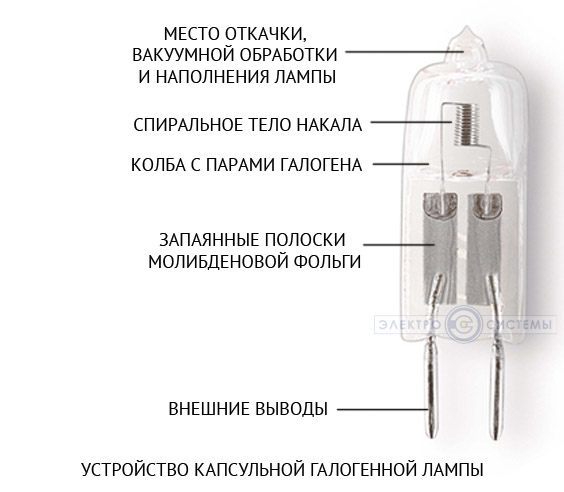 МЕСТО ОТКАЧКИ,
ВАКУУМНОЙ ОБРАБОТКИ
И НАПОЛНЕНИЯ ЛАМПЫ
СПИРАЛЬНОЕ ТЕЛО НАКАЛА
КОЛБА С ПАРАМИ ГАЛОГЕНА
ЗАПАЯННЫЕ ПОЛОСКИ
МОЛИБДЕНОВОЙ ФОЛЬГИ
ЭЛЕКТРО СИСТЕМЫ
ВНЕШНИЕ ВЫВОДЫ
УСТРОЙСТВО КАПСУЛЬНОЙ ГАЛОГЕННОЙ ЛАМПЫ